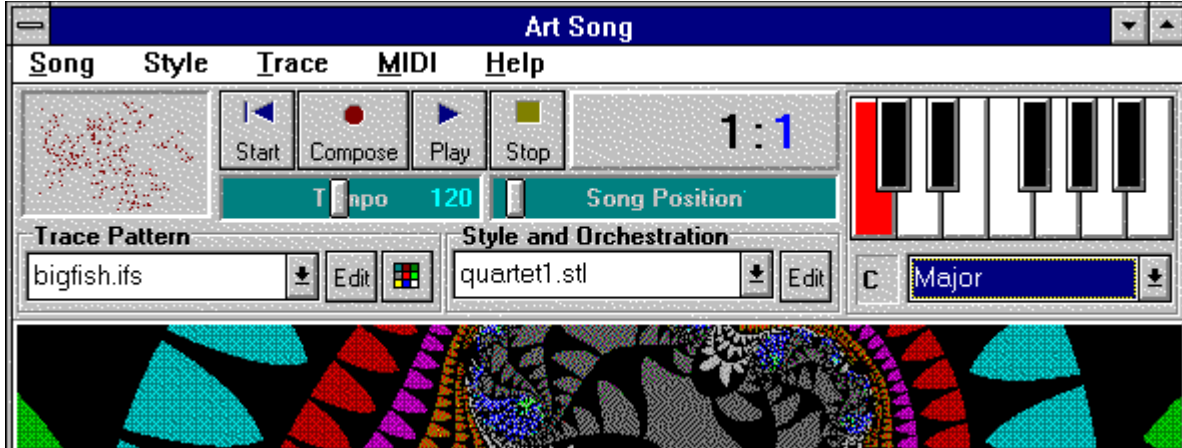 Art Song
Song Style Trace MIDI Help
Start Compose Play Stop 1:1
T mpo 120 Song Position
Trace Pattern Style and Orchestration
bigfish.ifs Edit quartet1.stl Edit C Major